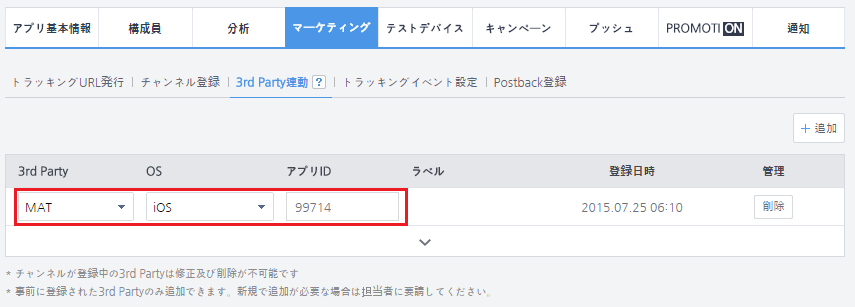 アプリ基本情報 構成員 分析 マーケティング テストデバイス キャンペーン プッシュ PROMOTION 通知
トラッキングURL発行 | チャンネル登録 | 3rd Party連動 ? | トラッキングイベント設定 | Postback登録
+ 追加
3rd Party OS アプリID ラベル 登録日時 管理
MAT iOS 99714 2015.07.25 06:10 削除
* チャンネルが登録中の3rd Partyは修正及び削除が不可能です
* 事前に登録された3rd Partyのみ追加できます。新規で追加が必要な場合は担当者に要請してください。